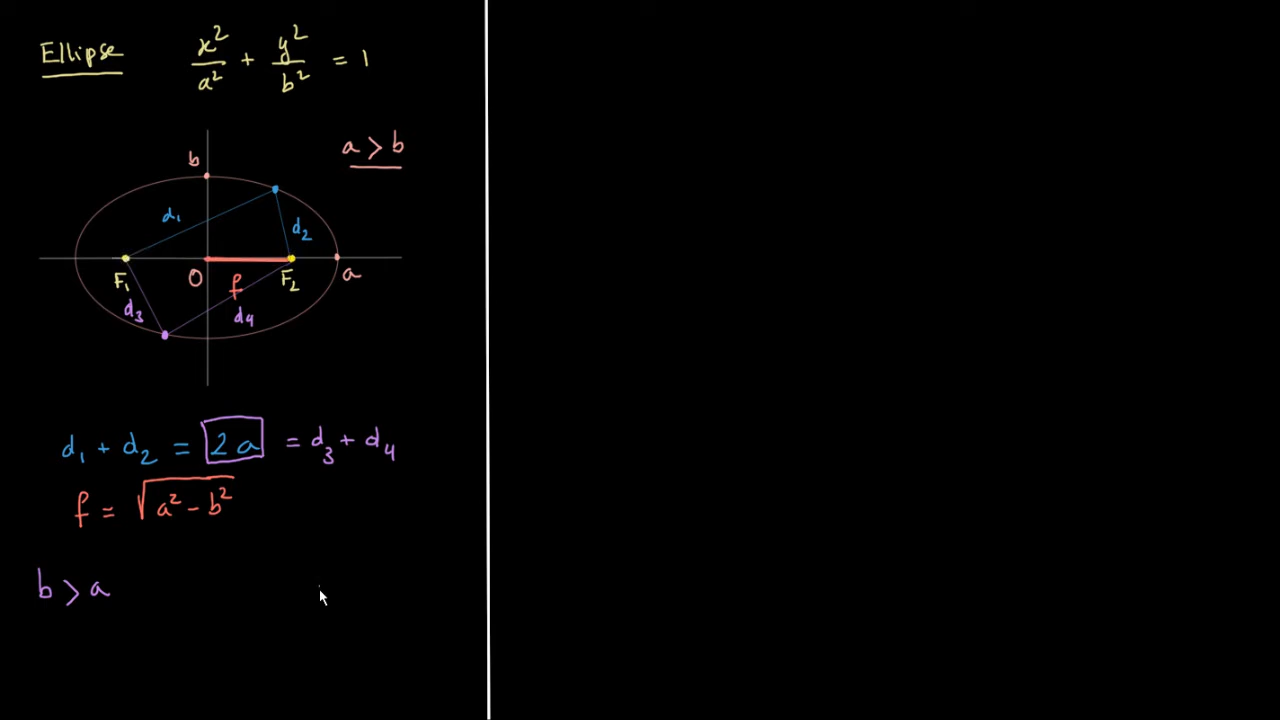 Ellipse x²/a² + y²/b² = 1
a > b
b
d₁
d₂
F₁ O F₂ a
f
d₃ d₄
d₁ + d₂ = 2a = d₃ + d₄
f = √(a² − b²)
b > a